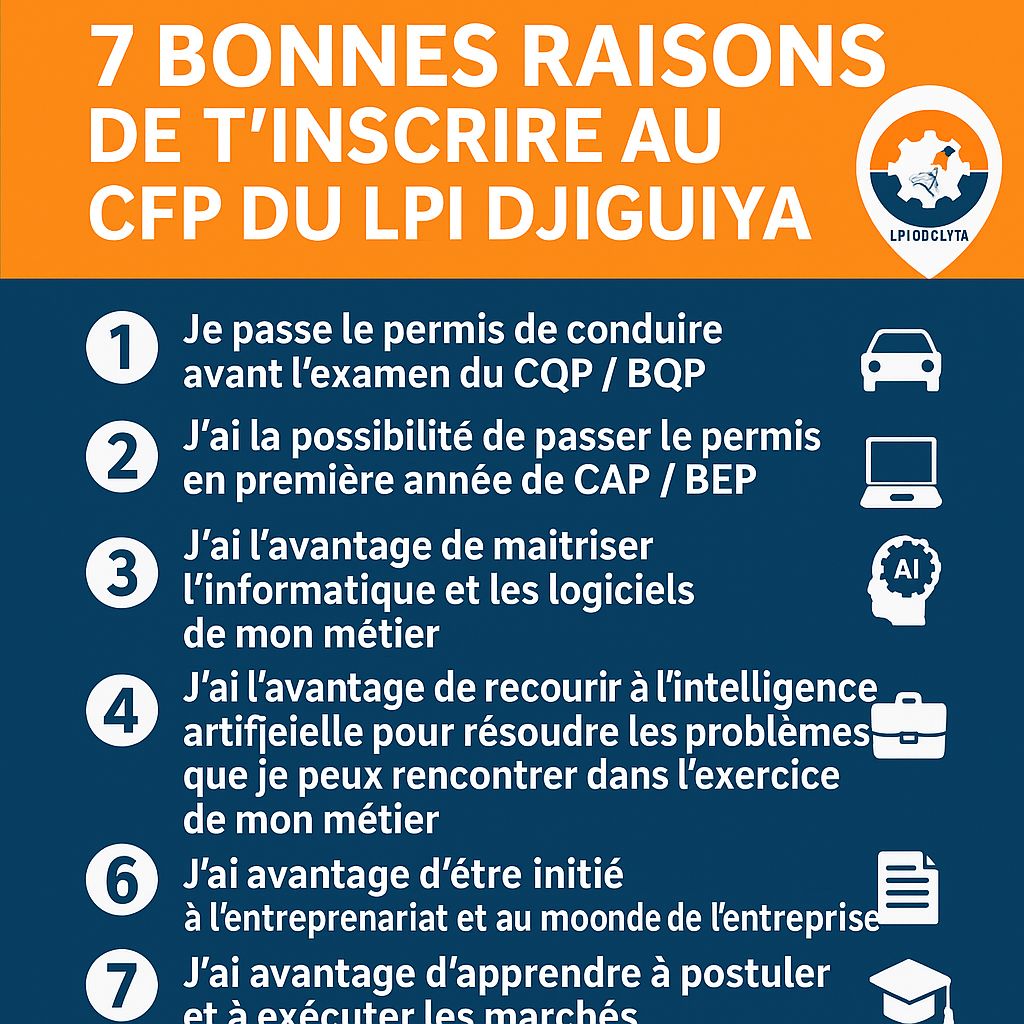 7 BONNES RAISONS
DE T'INSCRIRE AU
CFP DU LPI DJIGUIYA
LPIODCLYTA
1
Je passe le permis de conduire
avant l'examen du CQP / BQP
2
J'ai la possibilité de passer le permis
en première année de CAP / BEP
3
J'ai l'avantage de maitriser
l'informatique et les logiciels
de mon métier
AI
4
J'ai l'avantage de recourir à l'intelligence
artifjeielle pour résoudre les problèmes
que je peux rencontrer dans l'exercice
de mon métier
6
J'ai avantage d'étre initié
à l'entreprenariat et au moonde de l'entreprise
7
J'ai avantage d'apprendre à postuler
et à exécuter les marchés